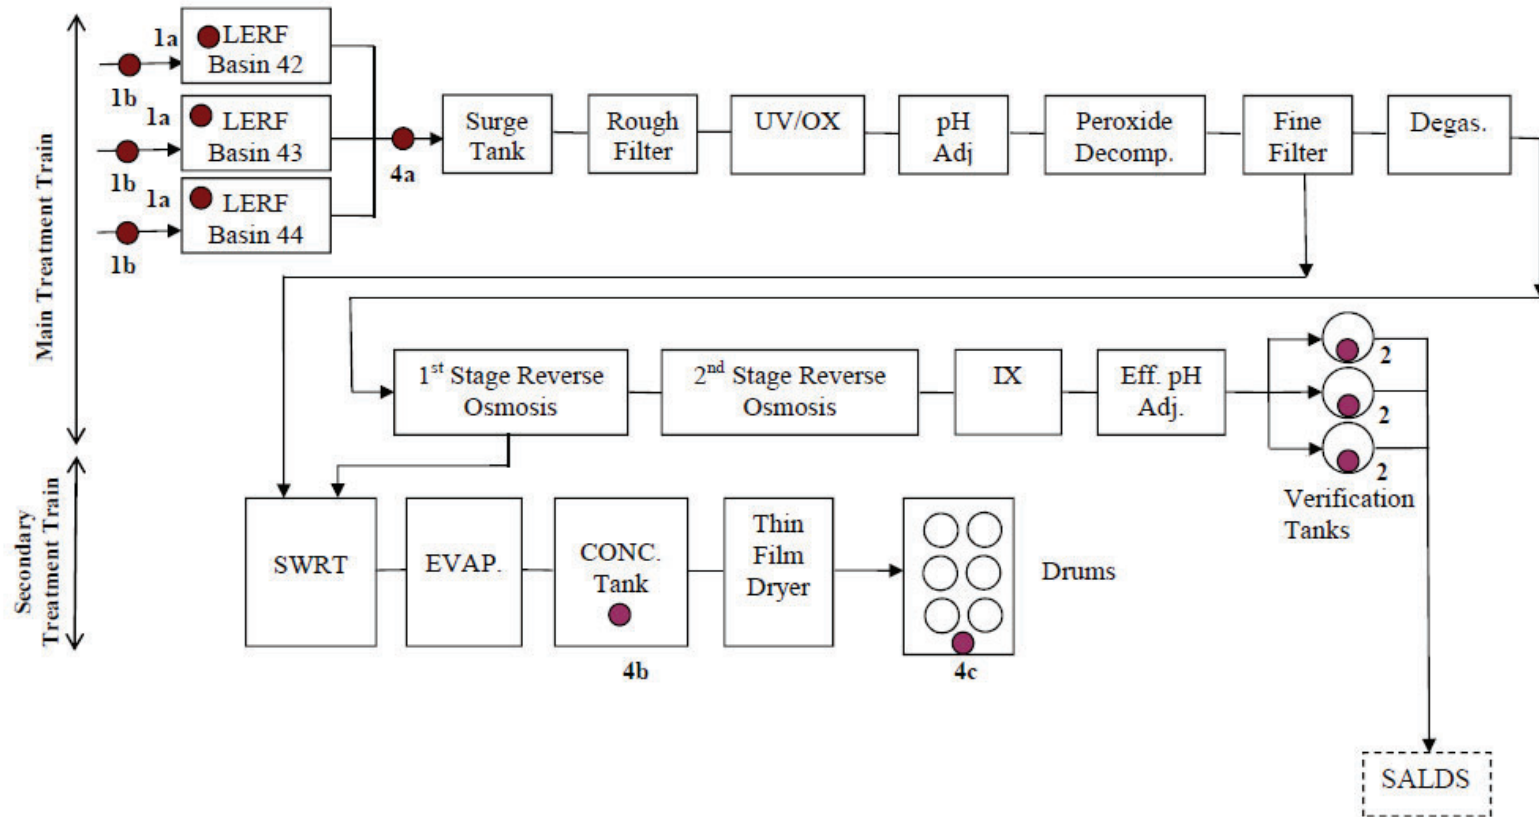 Main Treatment Train
1a
LERF
Basin 42
1b
1a
LERF
Basin 43
1b
1a
LERF
Basin 44
1b
4a
Surge
Tank
Rough
Filter
UV/OX
pH
Adj
Peroxide
Decomp.
Fine
Filter
Degas.
1st Stage Reverse
Osmosis
2nd Stage Reverse
Osmosis
IX
Eff. pH
Adj.
2
2
2
Verification
Tanks
Secondary
Treatment Train
SWRT
EVAP.
CONC.
Tank
4b
Thin
Film
Dryer
4c
Drums
SALDS